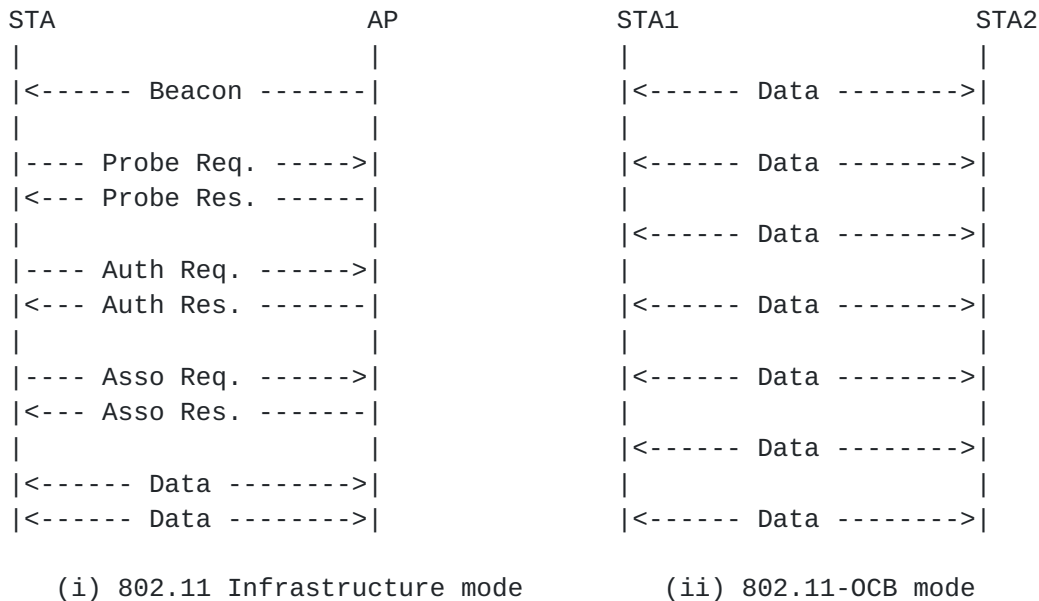 STA                    AP              STA1                   STA2
|                      |               |                      |
|<------ Beacon -------|               |<------ Data -------->|
|                      |               |                      |
|---- Probe Req. ----->|               |<------ Data -------->|
|<--- Probe Res. ------|               |                      |
|                      |               |<------ Data -------->|
|---- Auth Req. ------>|               |                      |
|<--- Auth Res. -------|               |<------ Data -------->|
|                      |               |                      |
|---- Asso Req. ------>|               |<------ Data -------->|
|<--- Asso Res. -------|               |                      |
|                      |               |<------ Data -------->|
|<------ Data -------->|               |                      |
|<------ Data -------->|               |<------ Data -------->|
(i) 802.11 Infrastructure mode         (ii) 802.11-OCB mode